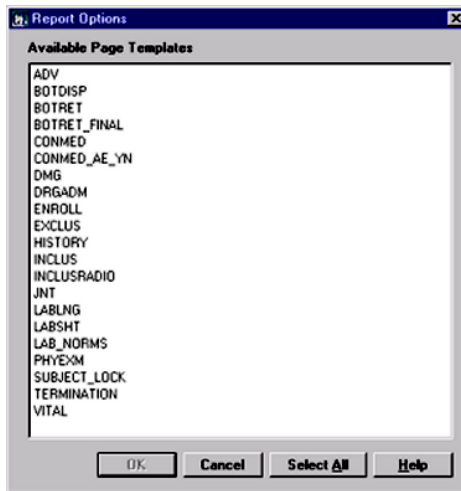 Report Options
Available Page Templates
ADV
BOTDISP
BOTRET
BOTRET_FINAL
CONMED
CONMED_AE_YN
DMG
DRGADM
ENROLL
EXCLUS
HISTORY
INCLUS
INCLUSRADIO
JNT
LABLNG
LABSHT
LAB_NORMS
PHYEXM
SUBJECT_LOCK
TERMINATION
VITAL
OK Cancel Select All Help